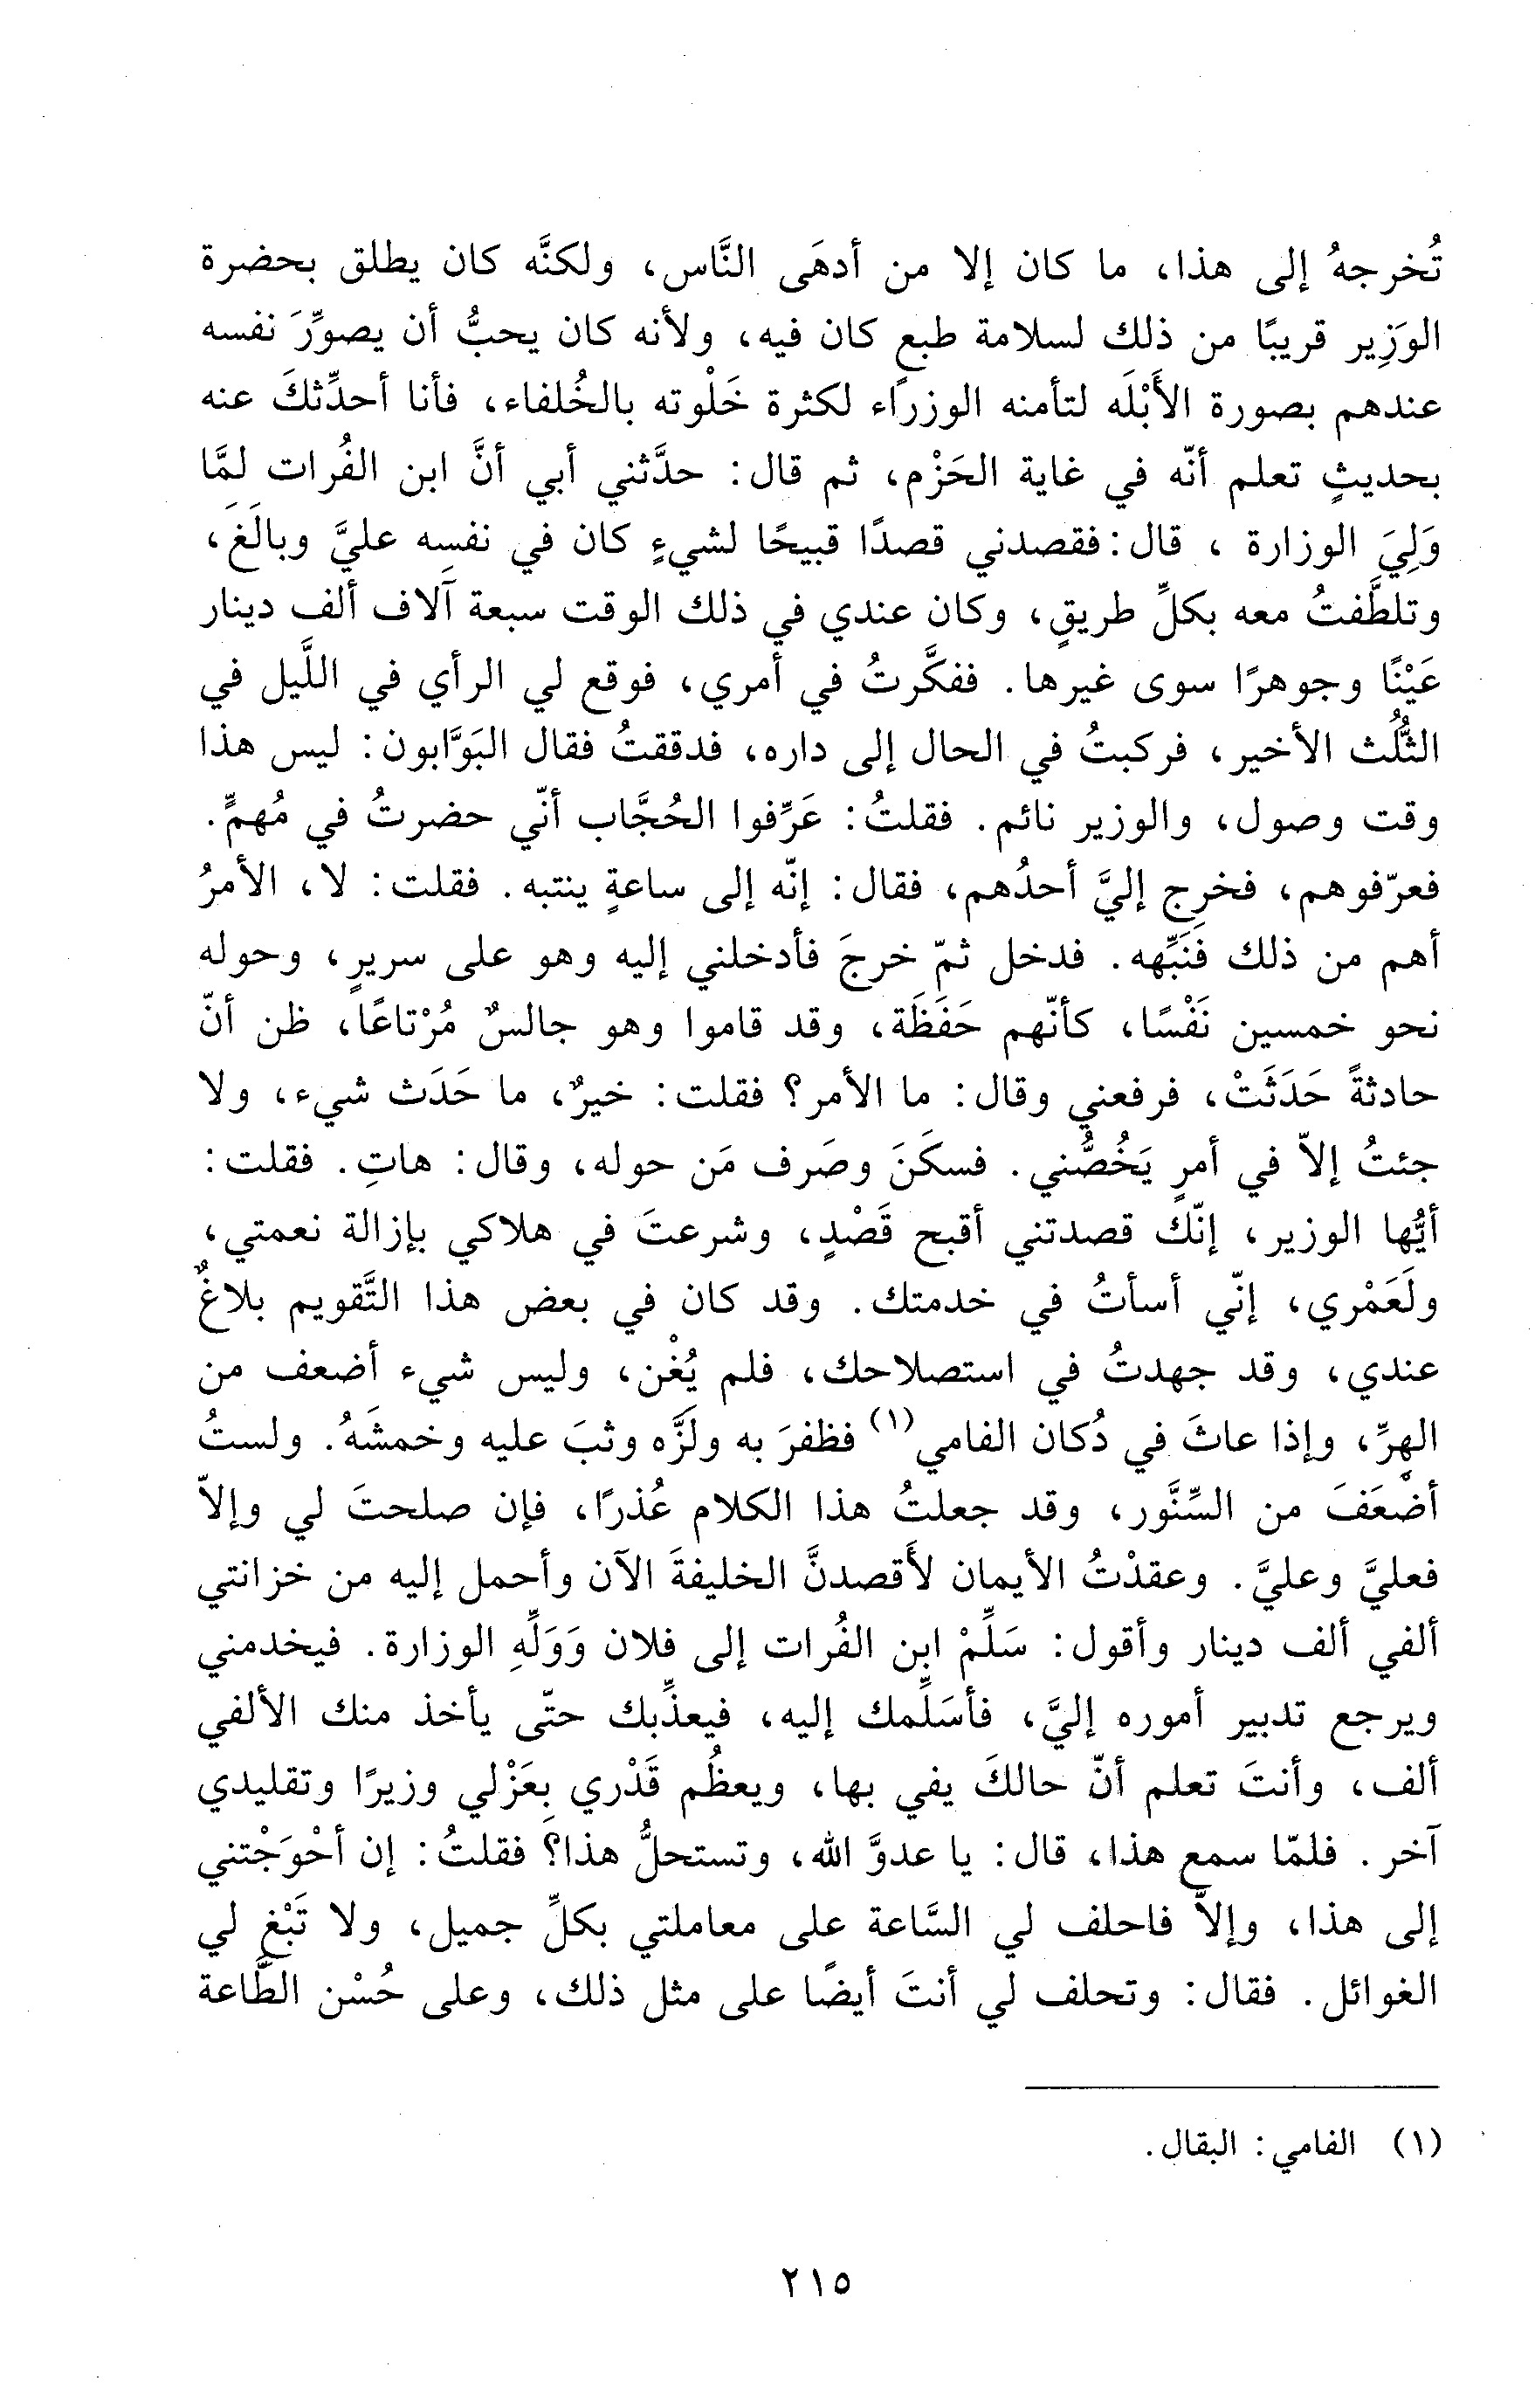 تُخرجهُ إلى هذا، ما كان إلا من أدهَى النَّاس، ولكنَّه كان يطلق بحضرة
الوَزِير قريبًا من ذلك لسلامة طبعٍ كان فيه، ولأنه كان يحبُّ أن يصوِّرَ نفسه
عندهم بصورة الأَبْلَه لتأمنه الوزراء لكثرة خَلْوته بالخُلفاء، فأنا أحدِّثكَ عنه
بحديثٍ تعلم أنّه في غاية الحَزْم، ثم قال: حدَّثني أبي أنَّ ابن الفُرات لمَّا
وَلِيَ الوزارة ، قال: فقصدني قصدًا قبيحًا لشيءٍ كان في نفسِه عليَّ وبالَغَ،
وتلطَّفتُ معه بكلِّ طريقٍ، وكان عندي في ذلك الوقت سبعة آلاف ألف دينار
عَيْنًا وجوهرًا سوى غيرها. ففكَّرتُ في أمري، فوقع لي الرأي في اللَّيل في
الثُّلُث الأخير، فركبتُ في الحال إلى داره، فدققتُ فقال البَوَّابون: ليس هذا
وقت وصول، والوزير نائم. فقلتُ: عَرِّفوا الحُجَّاب أنّي حضرتُ في مُهمٍّ.
فعرّفوهم، فخرج إليَّ أحدُهم، فقال: إنّه إلى ساعةٍ ينتبه. فقلت: لا، الأمرُ
أهم من ذلك فَنَبِّهه. فدخل ثمّ خرجَ فأدخلني إليه وهو على سريرٍ، وحوله
نحو خمسين نَفْسًا، كأنّهم حَفَظَة، وقد قاموا وهو جالسٌ مُرْتاعًا، ظن أنّ
حادثةً حَدَثَتْ، فرفعني وقال: ما الأمر؟ فقلت: خيرٌ، ما حَدَث شيء، ولا
جئتُ إلاّ في أمرٍ يَخُصُّني. فسكَنَ وصَرف مَن حوله، وقال: هاتِ. فقلت:
أيُّها الوزير، إنّك قصدتني أقبح قَصْدٍ، وشرعتَ في هلاكي بإزالة نعمتي،
ولَعَمْري، إنّي أسأتُ في خدمتك. وقد كان في بعض هذا التَّقويم بلاغٌ
عندي، وقد جهدتُ في استصلاحك، فلم يُغْن، وليس شيء أضعف من
الهِرِّ، وإذا عاثَ في دُكان الفامي(١) فظفرَ به ولَزَّه وثبَ عليه وخمشَهُ. ولستُ
أضْعَفَ من السِّنَّور، وقد جعلتُ هذا الكلام عُذرًا، فإن صلحتَ لي وإلاّ
فعليَّ وعليَّ. وعقدْتُ الأيمان لأَقصدنَّ الخليفةَ الآن وأحمل إليه من خزانتي
ألفي ألف دينار وأقول: سَلِّمْ ابن الفُرات إلى فلان وَوَلِّهِ الوزارة. فيخدمني
ويرجع تدبير أموره إليَّ، فأسَلِّمك إليه، فيعذِّبك حتّى يأخذ منك الألفي
ألف، وأنتَ تعلم أنّ حالكَ يفي بها، ويعظُم قَدْري بِعَزْلي وزيرًا وتقليدي
آخر. فلمّا سمع هذا، قال: يا عدوَّ الله، وتستحلُّ هذا؟ فقلتُ: إن أحْوَجْتني
إلى هذا، وإلاّ فاحلف لي السَّاعة على معاملتي بكلِّ جميل، ولا تَبْغِ لي
الغوائل. فقال: وتحلف لي أنتَ أيضًا على مثل ذلك، وعلى حُسْن الطَّاعة
(١) الفامي: البقال.
٢١٥